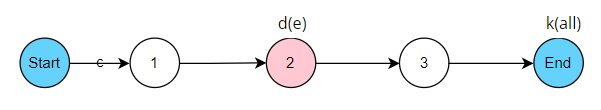 d(e)
k(all)
Start
c
1
2
3
End